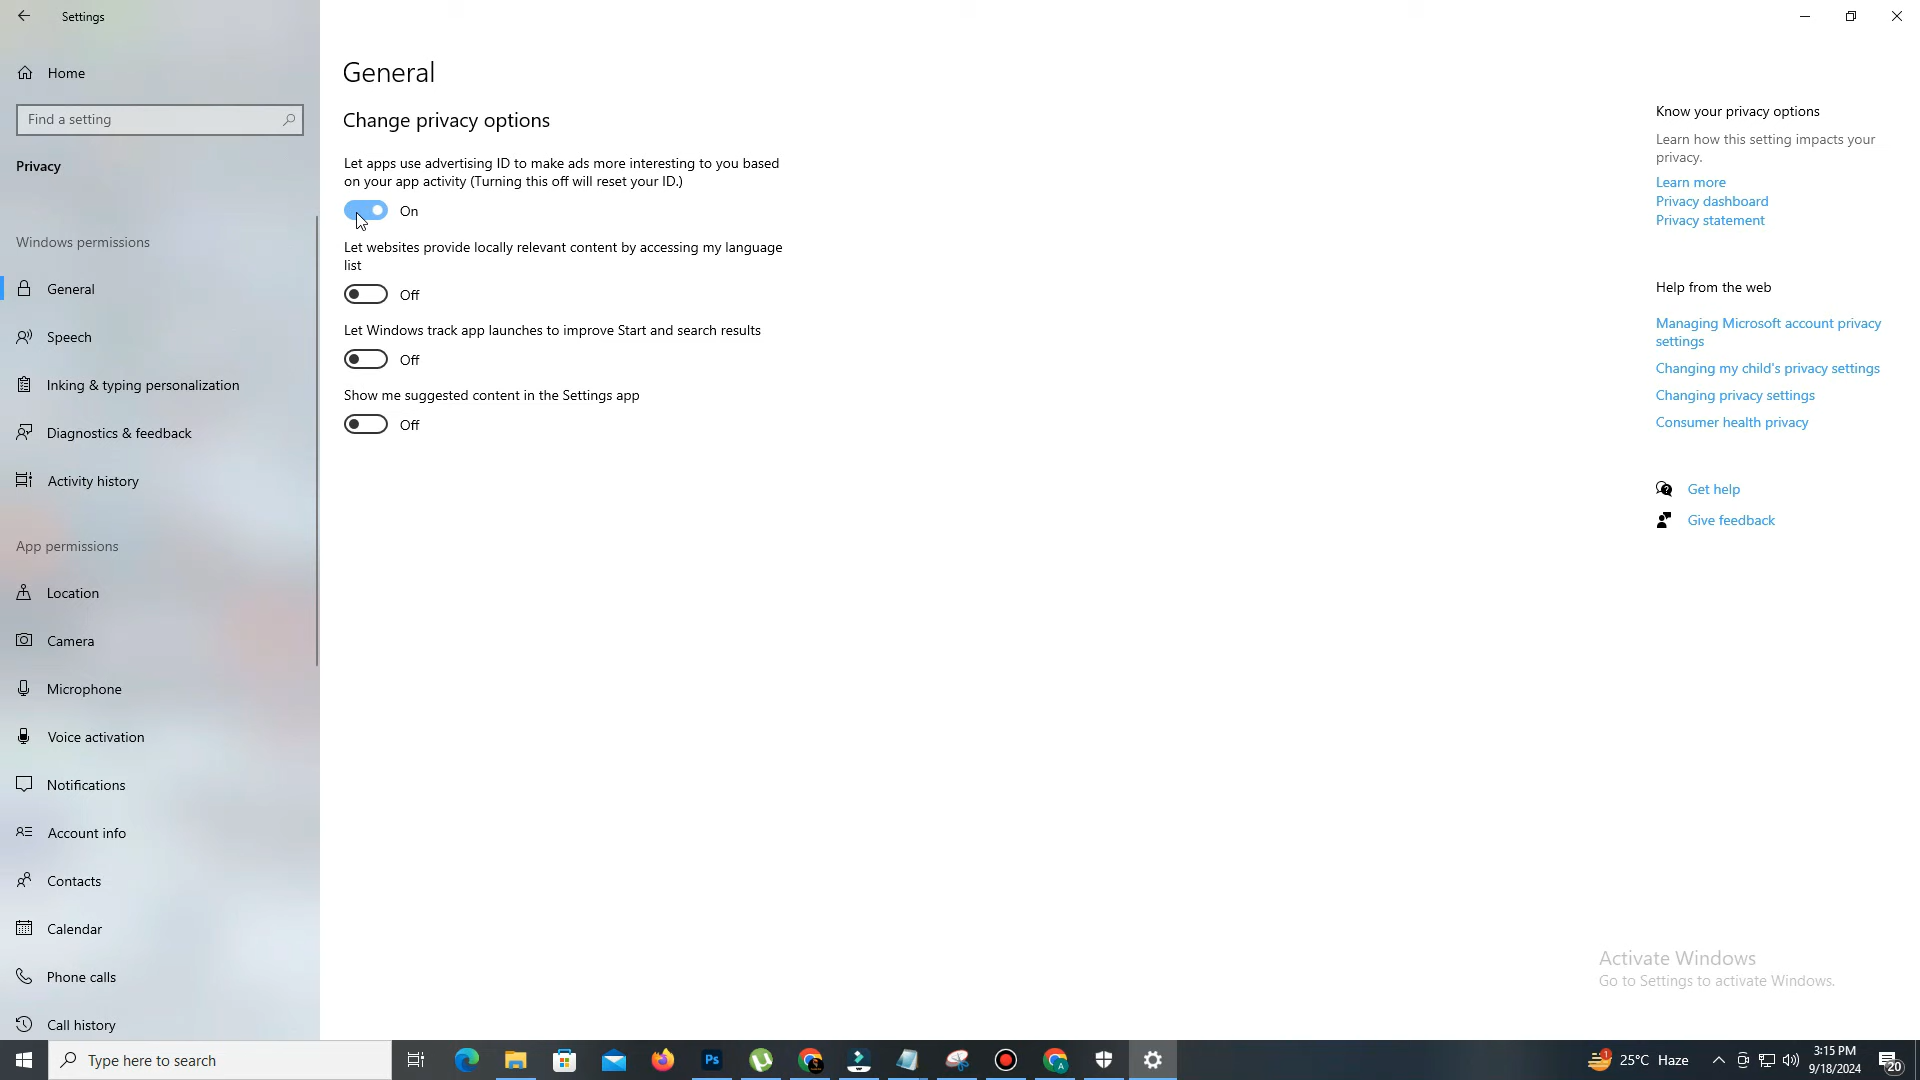 Settings
Home
Find a setting
Privacy
Windows permissions
General
Speech
Inking & typing personalization
Diagnostics & feedback
Activity history
App permissions
Location
Camera
Microphone
Voice activation
Notifications
Account info
Contacts
Calendar
Phone calls
Call history
General
Change privacy options
Let apps use advertising ID to make ads more interesting to you based
on your app activity (Turning this off will reset your ID.)
On
Let websites provide locally relevant content by accessing my language
list
Off
Let Windows track app launches to improve Start and search results
Off
Show me suggested content in the Settings app
Off
Know your privacy options
Learn how this setting impacts your
privacy.
Learn more
Privacy dashboard
Privacy statement
Help from the web
Managing Microsoft account privacy
settings
Changing my child's privacy settings
Changing privacy settings
Consumer health privacy
Get help
Give feedback
Activate Windows
Go to Settings to activate Windows.
Type here to search
Ps
A
1
25°C Haze
3:15 PM
9/18/2024
20